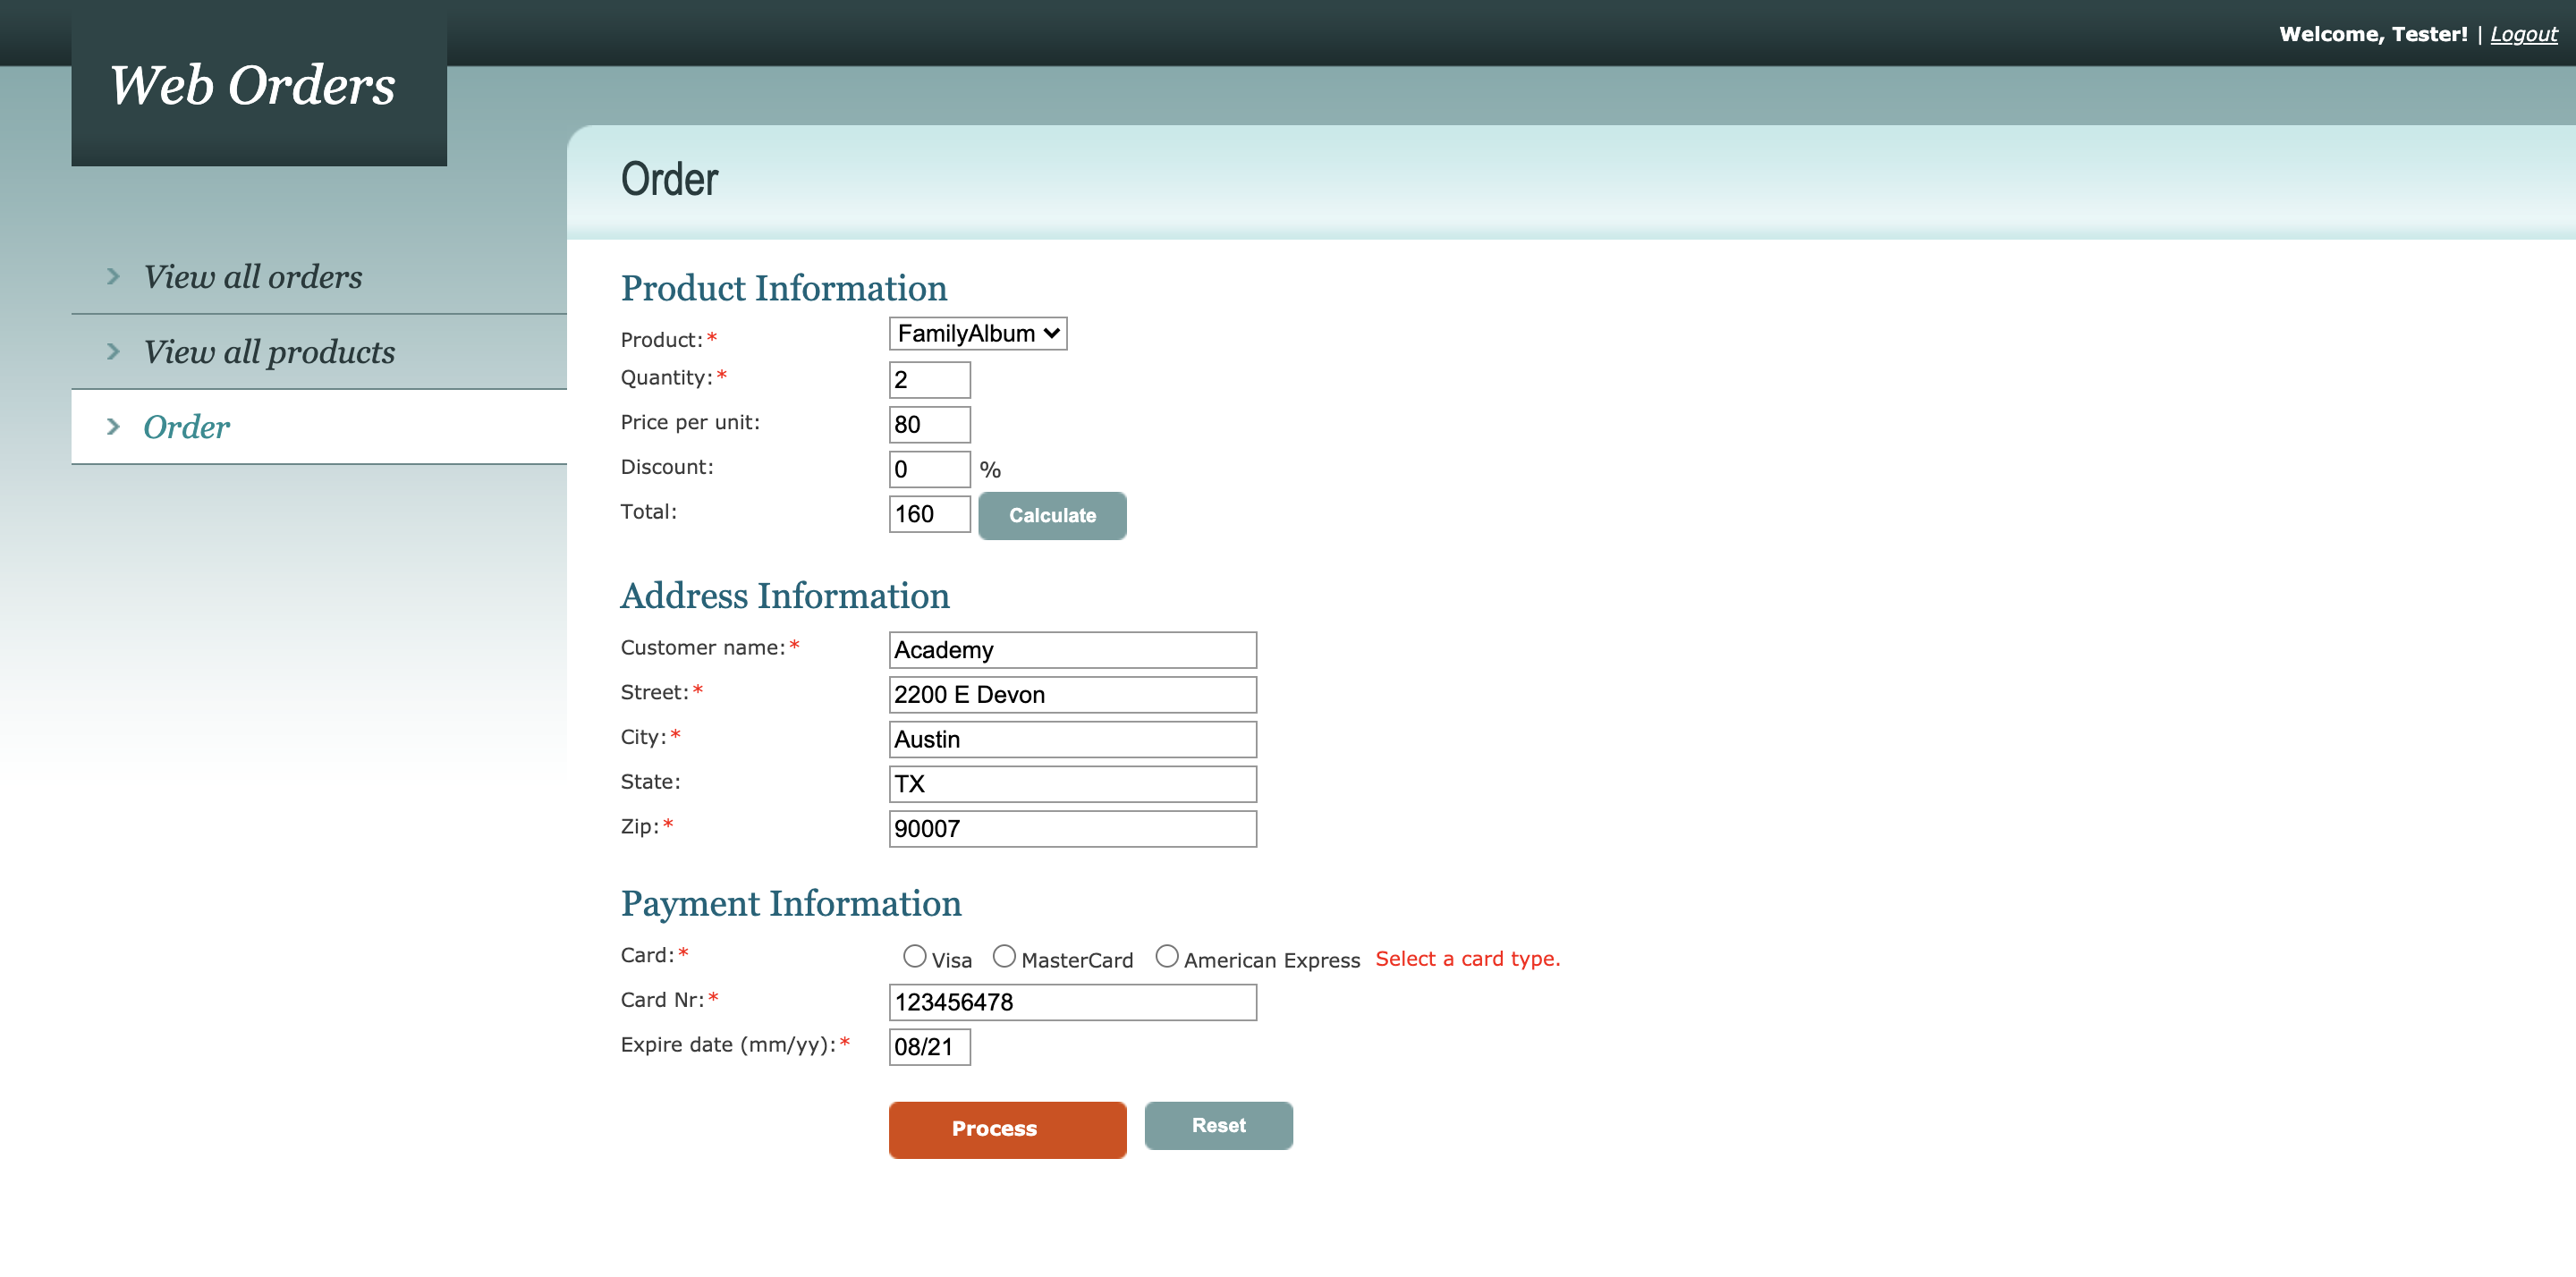 Welcome, Tester! | Logout
Web Orders
View all orders
View all products
Order
Order
Product Information
Product:* FamilyAlbum
Quantity:* 2
Price per unit: 80
Discount: 0 %
Total: 160 Calculate
Address Information
Customer name:* Academy
Street:* 2200 E Devon
City:* Austin
State: TX
Zip:* 90007
Payment Information
Card:* Visa MasterCard American Express Select a card type.
Card Nr:* 123456478
Expire date (mm/yy):* 08/21
Process Reset